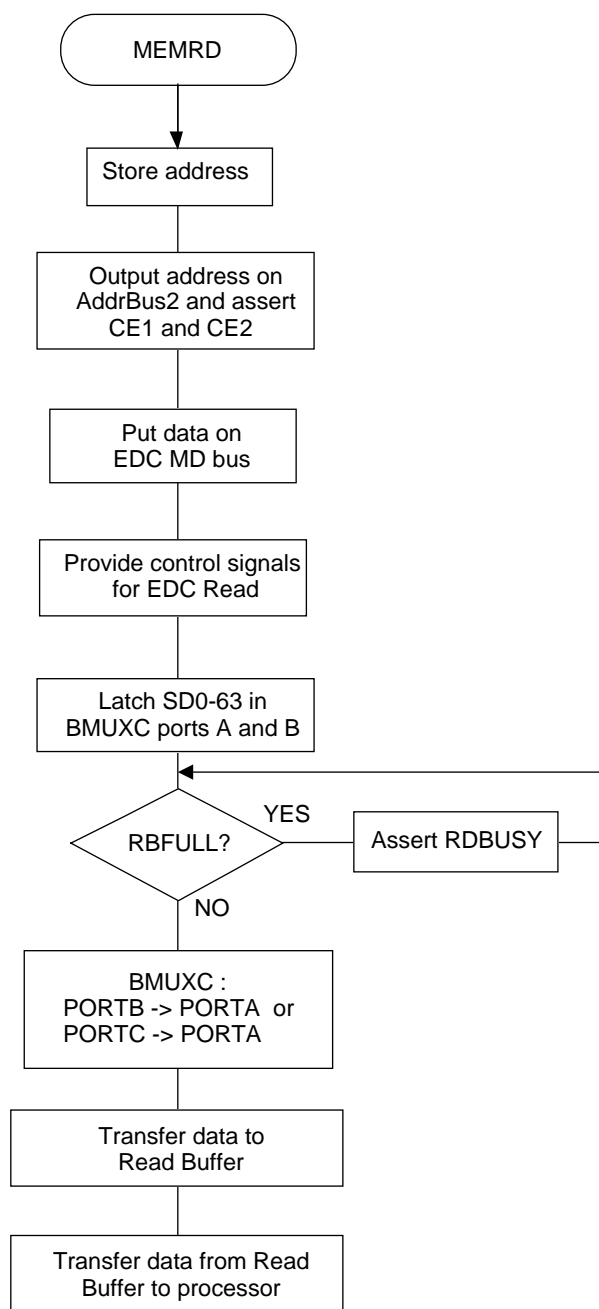 MEMRD
Store address
Output address on
AddrBus2 and assert
CE1 and CE2
Put data on
EDC MD bus
Provide control signals
for EDC Read
Latch SD0-63 in
BMUXC ports A and B
RBFULL?
YES
Assert RDBUSY
NO
BMUXC :
PORTB -> PORTA or
PORTC -> PORTA
Transfer data to
Read Buffer
Transfer data from Read
Buffer to processor